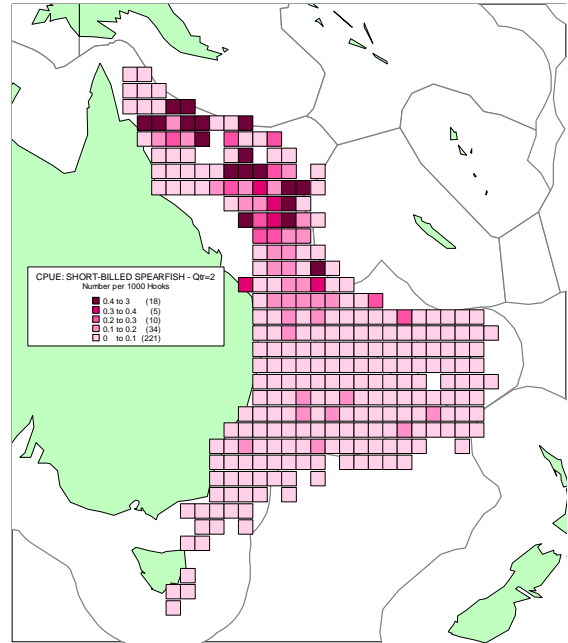 CPUE: SHORT-BILLED SPEARFISH - Qtr=2
Number per 1000 Hooks
0.4 to 3 (18)
0.3 to 0.4 (5)
0.2 to 0.3 (10)
0.1 to 0.2 (34)
0 to 0.1 (221)